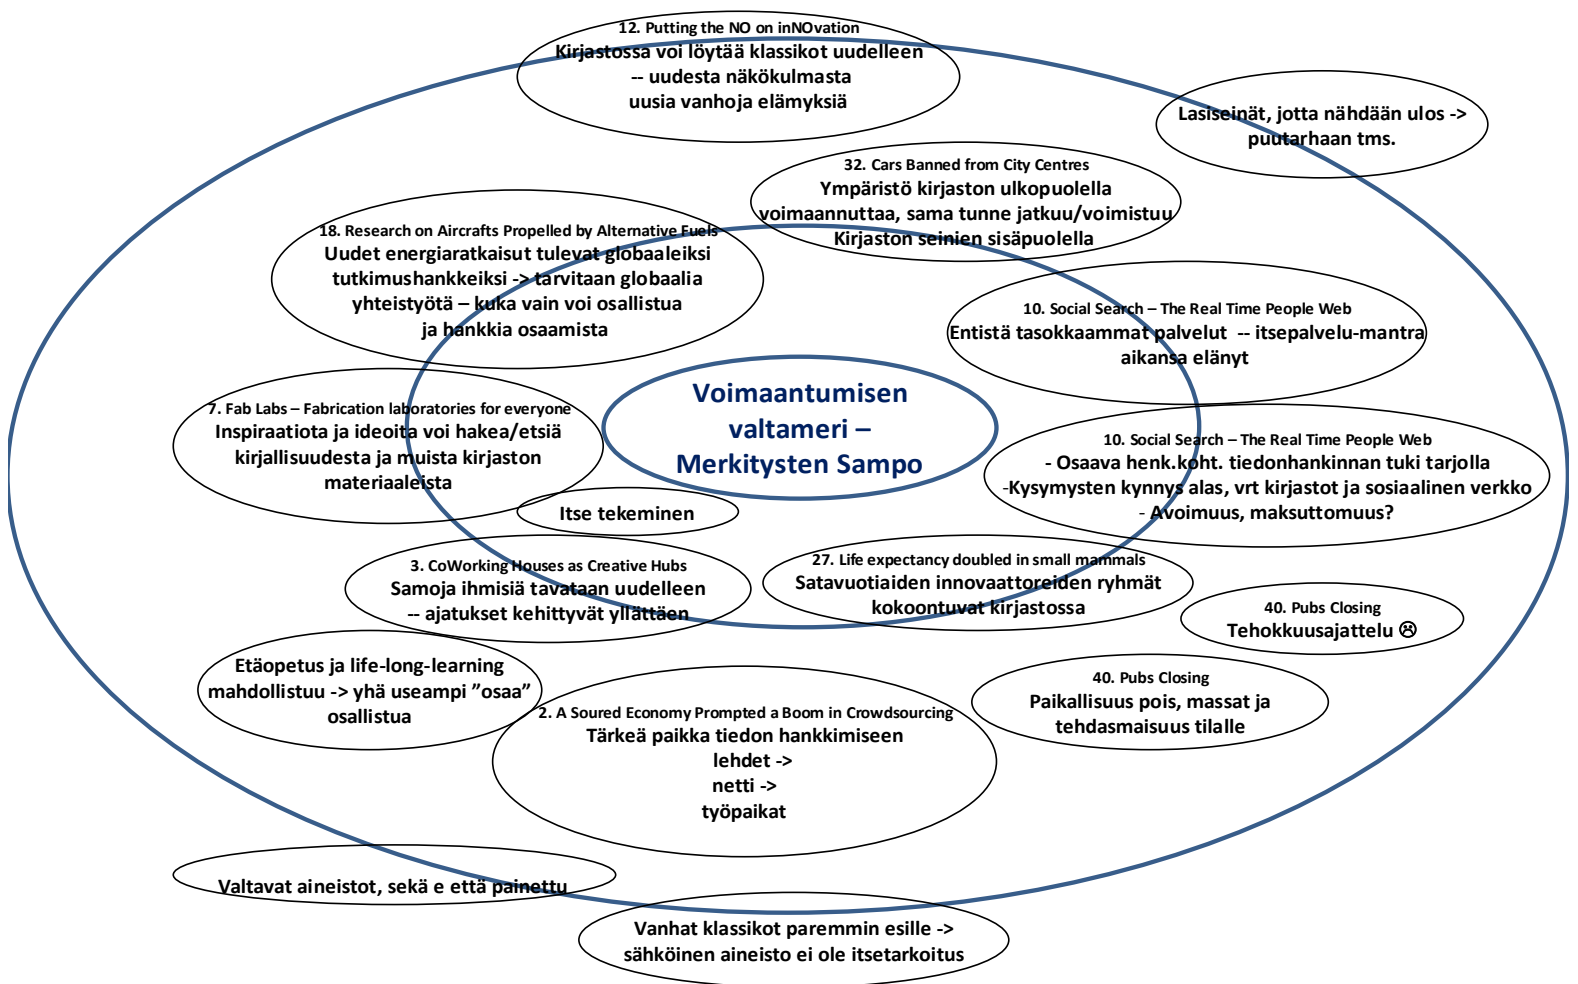 12. Putting the NO on inNOvation
Kirjastossa voi löytää klassikot uudelleen
-- uudesta näkökulmasta
uusia vanhoja elämyksiä
Lasiseinät, jotta nähdään ulos ->
puutarhaan tms.
32. Cars Banned from City Centres
Ympäristö kirjaston ulkopuolella
voimaannuttaa, sama tunne jatkuu/voimistuu
Kirjaston seinien sisäpuolella
18. Research on Aircrafts Propelled by Alternative Fuels
Uudet energiaratkaisut tulevat globaaleiksi
tutkimushankkeiksi -> tarvitaan globaalia
yhteistyötä – kuka vain voi osallistua
ja hankkia osaamista
10. Social Search – The Real Time People Web
Entistä tasokkaammat palvelut -- itsepalvelu-mantra
aikansa elänyt
Voimaantumisen
valtameri –
Merkitysten Sampo
7. Fab Labs – Fabrication laboratories for everyone
Inspiraatiota ja ideoita voi hakea/etsiä
kirjallisuudesta ja muista kirjaston
materiaaleista
10. Social Search – The Real Time People Web
- Osaava henk.koht. tiedonhankinnan tuki tarjolla
-Kysymysten kynnys alas, vrt kirjastot ja sosiaalinen verkko
- Avoimuus, maksuttomuus?
Itse tekeminen
3. CoWorking Houses as Creative Hubs
Samoja ihmisiä tavataan uudelleen
-- ajatukset kehittyvät yllättäen
27. Life expectancy doubled in small mammals
Satavuotiaiden innovaattoreiden ryhmät
kokoontuvat kirjastossa
40. Pubs Closing
Tehokkuusajattelu ☹
Etäopetus ja life-long-learning
mahdollistuu -> yhä useampi ”osaa”
osallistua
40. Pubs Closing
Paikallisuus pois, massat ja
tehdasmaisuus tilalle
2. A Soured Economy Prompted a Boom in Crowdsourcing
Tärkeä paikka tiedon hankkimiseen
lehdet ->
netti ->
työpaikat
Valtavat aineistot, sekä e että painettu
Vanhat klassikot paremmin esille ->
sähköinen aineisto ei ole itsetarkoitus